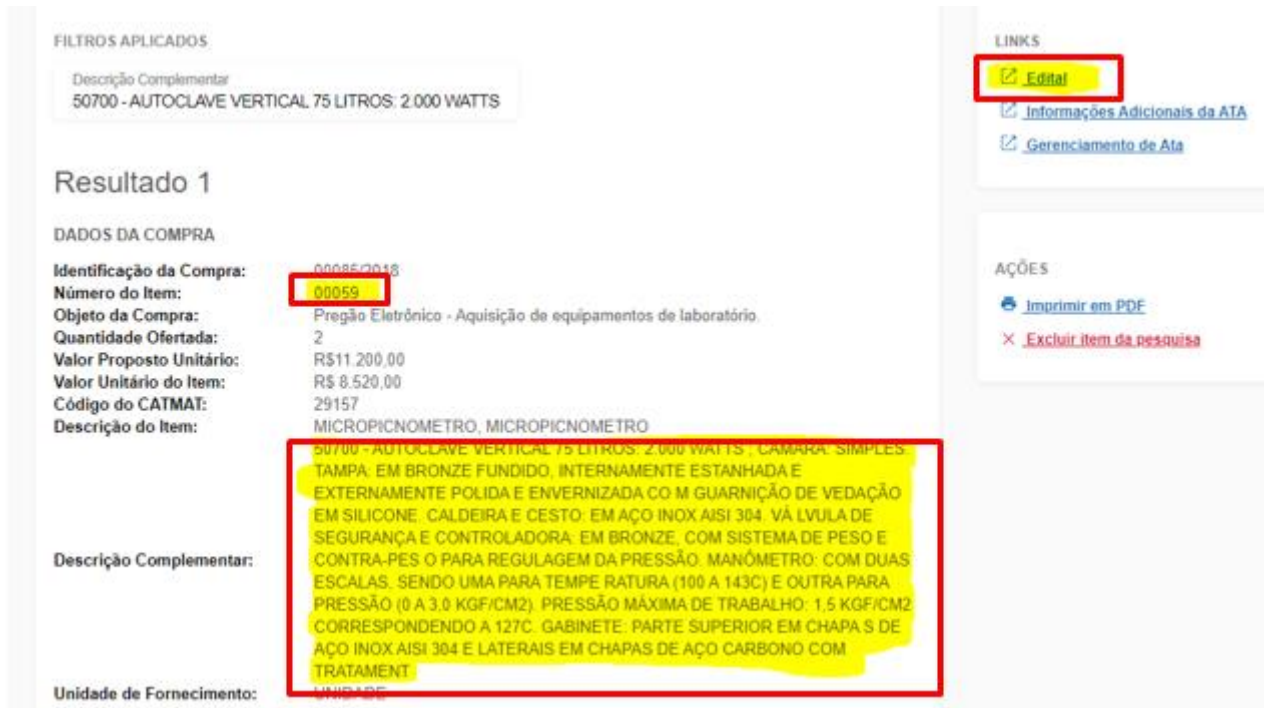 FILTROS APLICADOS
Descrição Complementar
50700 - AUTOCLAVE VERTICAL 75 LITROS: 2.000 WATTS
Resultado 1
DADOS DA COMPRA
Identificação da Compra: 00085/2018
Número do Item: 00059
Objeto da Compra: Pregão Eletrônico - Aquisição de equipamentos de laboratório.
Quantidade Ofertada: 2
Valor Proposto Unitário: R$11.200,00
Valor Unitário do Item: R$ 8.520,00
Código do CATMAT: 29157
Descrição do Item: MICROPICNOMETRO, MICROPICNOMETRO
Descrição Complementar:
50700 - AUTOCLAVE VERTICAL 75 LITROS: 2.000 WATTS ; CÂMARA: SIMPLES.
TAMPA: EM BRONZE FUNDIDO, INTERNAMENTE ESTANHADA E
EXTERNAMENTE POLIDA E ENVERNIZADA CO M GUARNIÇÃO DE VEDAÇÃO
EM SILICONE. CALDEIRA E CESTO: EM AÇO INOX AISI 304. VÁ LVULA DE
SEGURANÇA E CONTROLADORA: EM BRONZE, COM SISTEMA DE PESO E
CONTRA-PES O PARA REGULAGEM DA PRESSÃO. MANÔMETRO: COM DUAS
ESCALAS. SENDO UMA PARA TEMPE RATURA (100 A 143C) E OUTRA PARA
PRESSÃO (0 A 3,0 KGF/CM2). PRESSÃO MÁXIMA DE TRABALHO: 1,5 KGF/CM2
CORRESPONDENDO A 127C. GABINETE: PARTE SUPERIOR EM CHAPA S DE
AÇO INOX AISI 304 E LATERAIS EM CHAPAS DE AÇO CARBONO COM
TRATAMENT
Unidade de Fornecimento: UNIDADE
LINKS
Edital
Informações Adicionais da ATA
Gerenciamento de Ata
AÇÕES
Imprimir em PDF
Excluir item da pesquisa